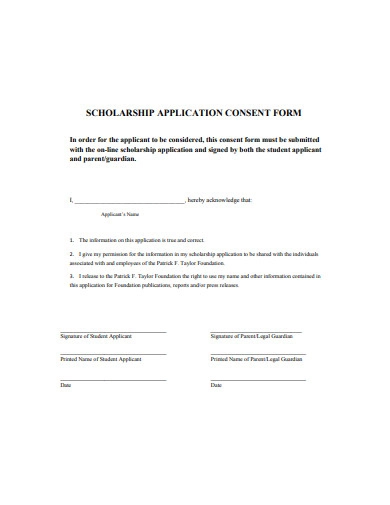 SCHOLARSHIP APPLICATION CONSENT FORM
In order for the applicant to be considered, this consent form must be submitted
with the on-line scholarship application and signed by both the student applicant
and parent/guardian.
I, ___________________________________, hereby acknowledge that:
Applicant's Name
1. The information on this application is true and correct.
2. I give my permission for the information in my scholarship application to be shared with the individuals
associated with and employees of the Patrick F. Taylor Foundation.
3. I release to the Patrick F. Taylor Foundation the right to use my name and other information contained in
this application for Foundation publications, reports and/or press releases.
Signature of Student Applicant Signature of Parent/Legal Guardian
Printed Name of Student Applicant Printed Name of Parent/Legal Guardian
Date Date